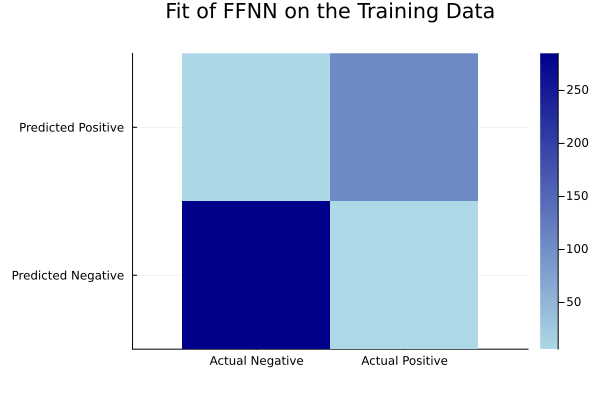 Fit of FFNN on the Training Data
Predicted Positive
Predicted Negative
Actual Negative
Actual Positive
250
200
150
100
50